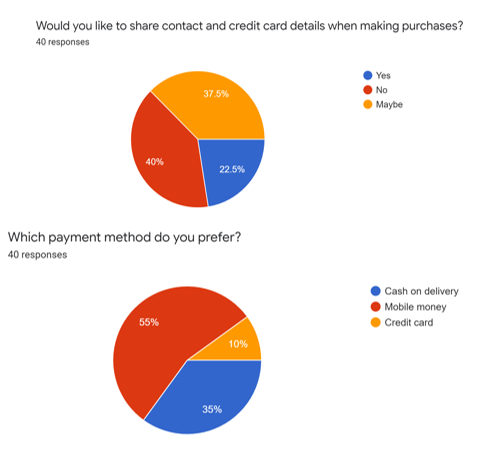 Would you like to share contact and credit card details when making purchases?
40 responses
Yes
No
Maybe
37.5%
40%
22.5%
Which payment method do you prefer?
40 responses
Cash on delivery
Mobile money
Credit card
55%
10%
35%